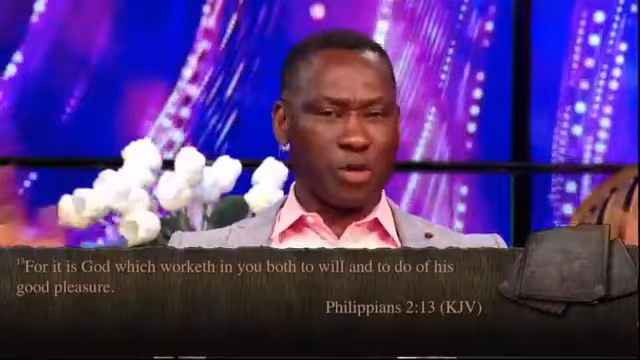 ¹³For it is God which worketh in you both to will and to do of his
good pleasure.
Philippians 2:13 (KJV)